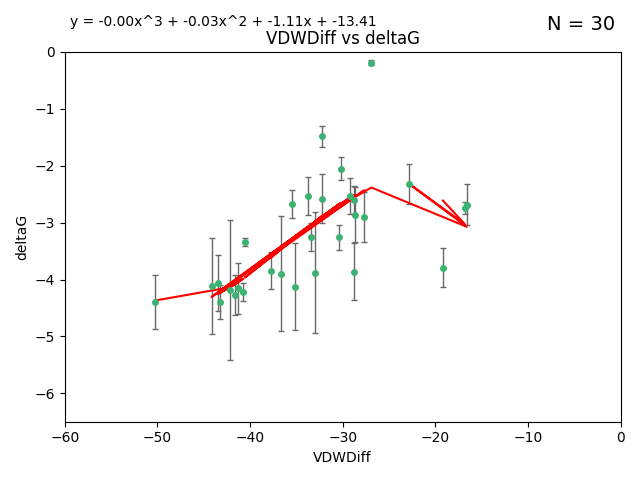 y = -0.00x^3 + -0.03x^2 + -1.11x + -13.41
N = 30
VDWDiff vs deltaG
0
−1
−2
−3
−4
−5
−6
deltaG
−60 −50 −40 −30 −20 −10 0
VDWDiff